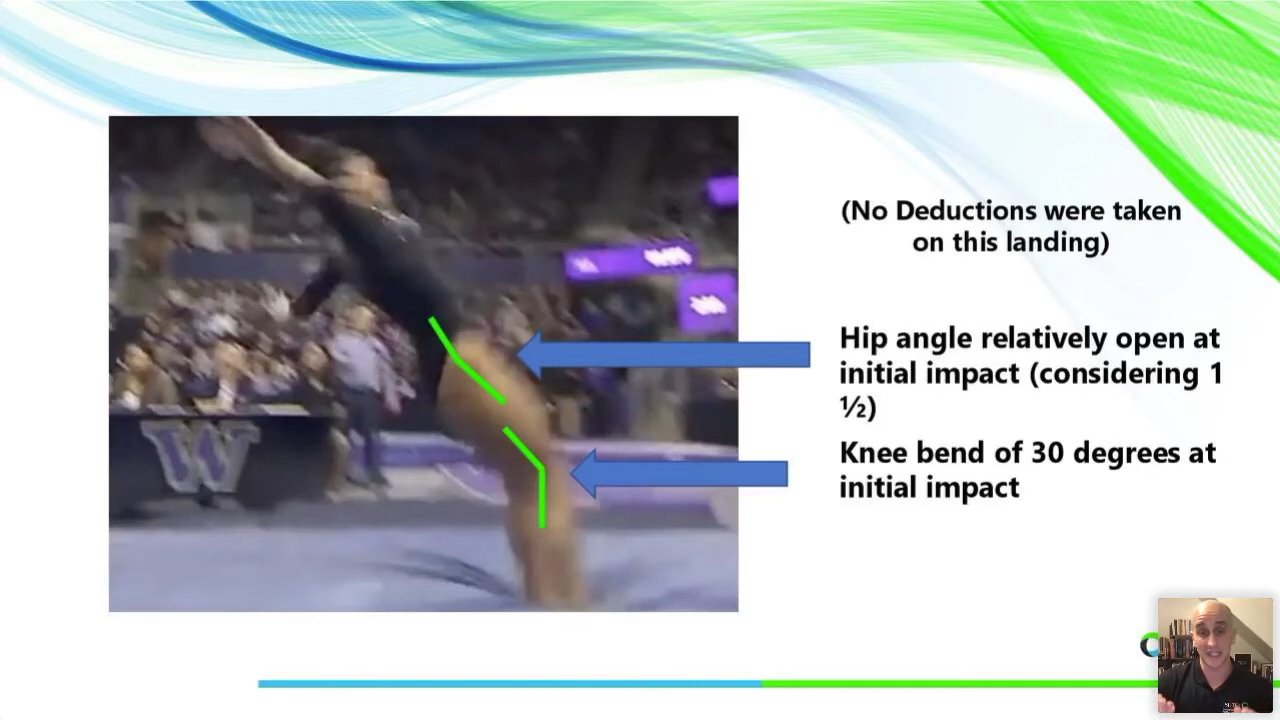 (No Deductions were taken
on this landing)
Hip angle relatively open at
initial impact (considering 1
½)
Knee bend of 30 degrees at
initial impact
W